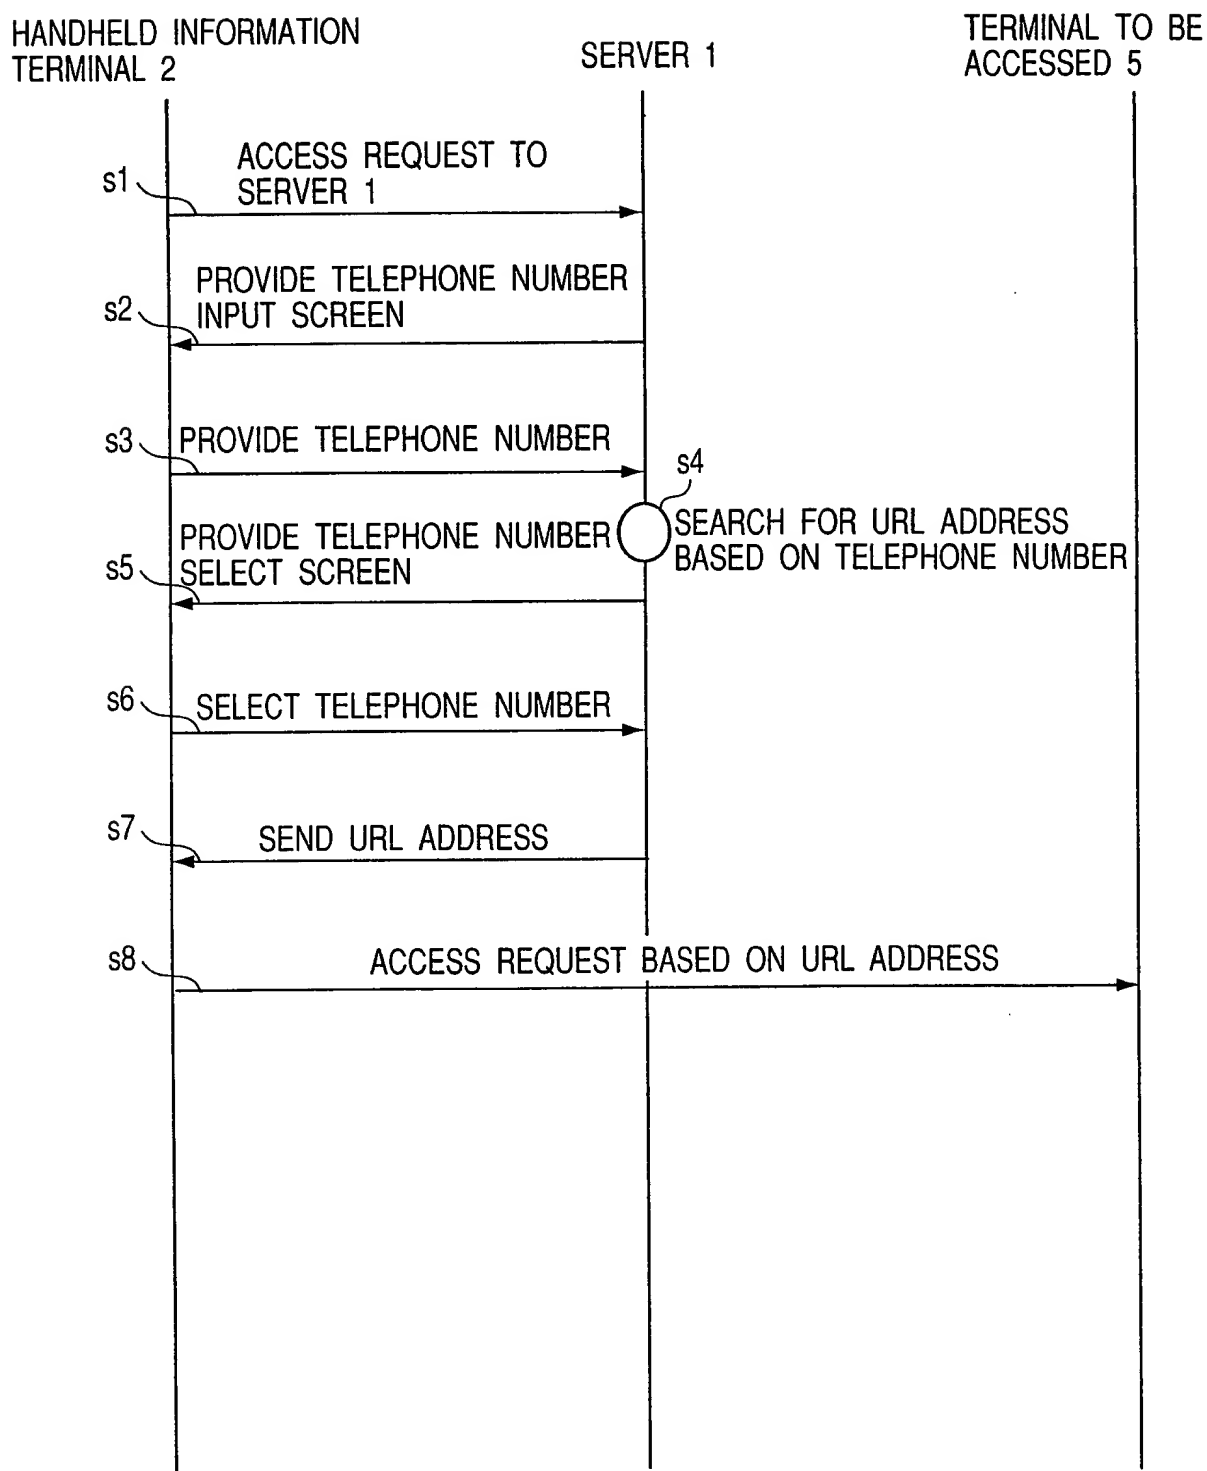 HANDHELD INFORMATION
TERMINAL 2
SERVER 1
TERMINAL TO BE
ACCESSED 5
s1
ACCESS REQUEST TO
SERVER 1
s2
PROVIDE TELEPHONE NUMBER
INPUT SCREEN
s3
PROVIDE TELEPHONE NUMBER
s4
SEARCH FOR URL ADDRESS
BASED ON TELEPHONE NUMBER
s5
PROVIDE TELEPHONE NUMBER
SELECT SCREEN
s6
SELECT TELEPHONE NUMBER
s7
SEND URL ADDRESS
s8
ACCESS REQUEST BASED ON URL ADDRESS